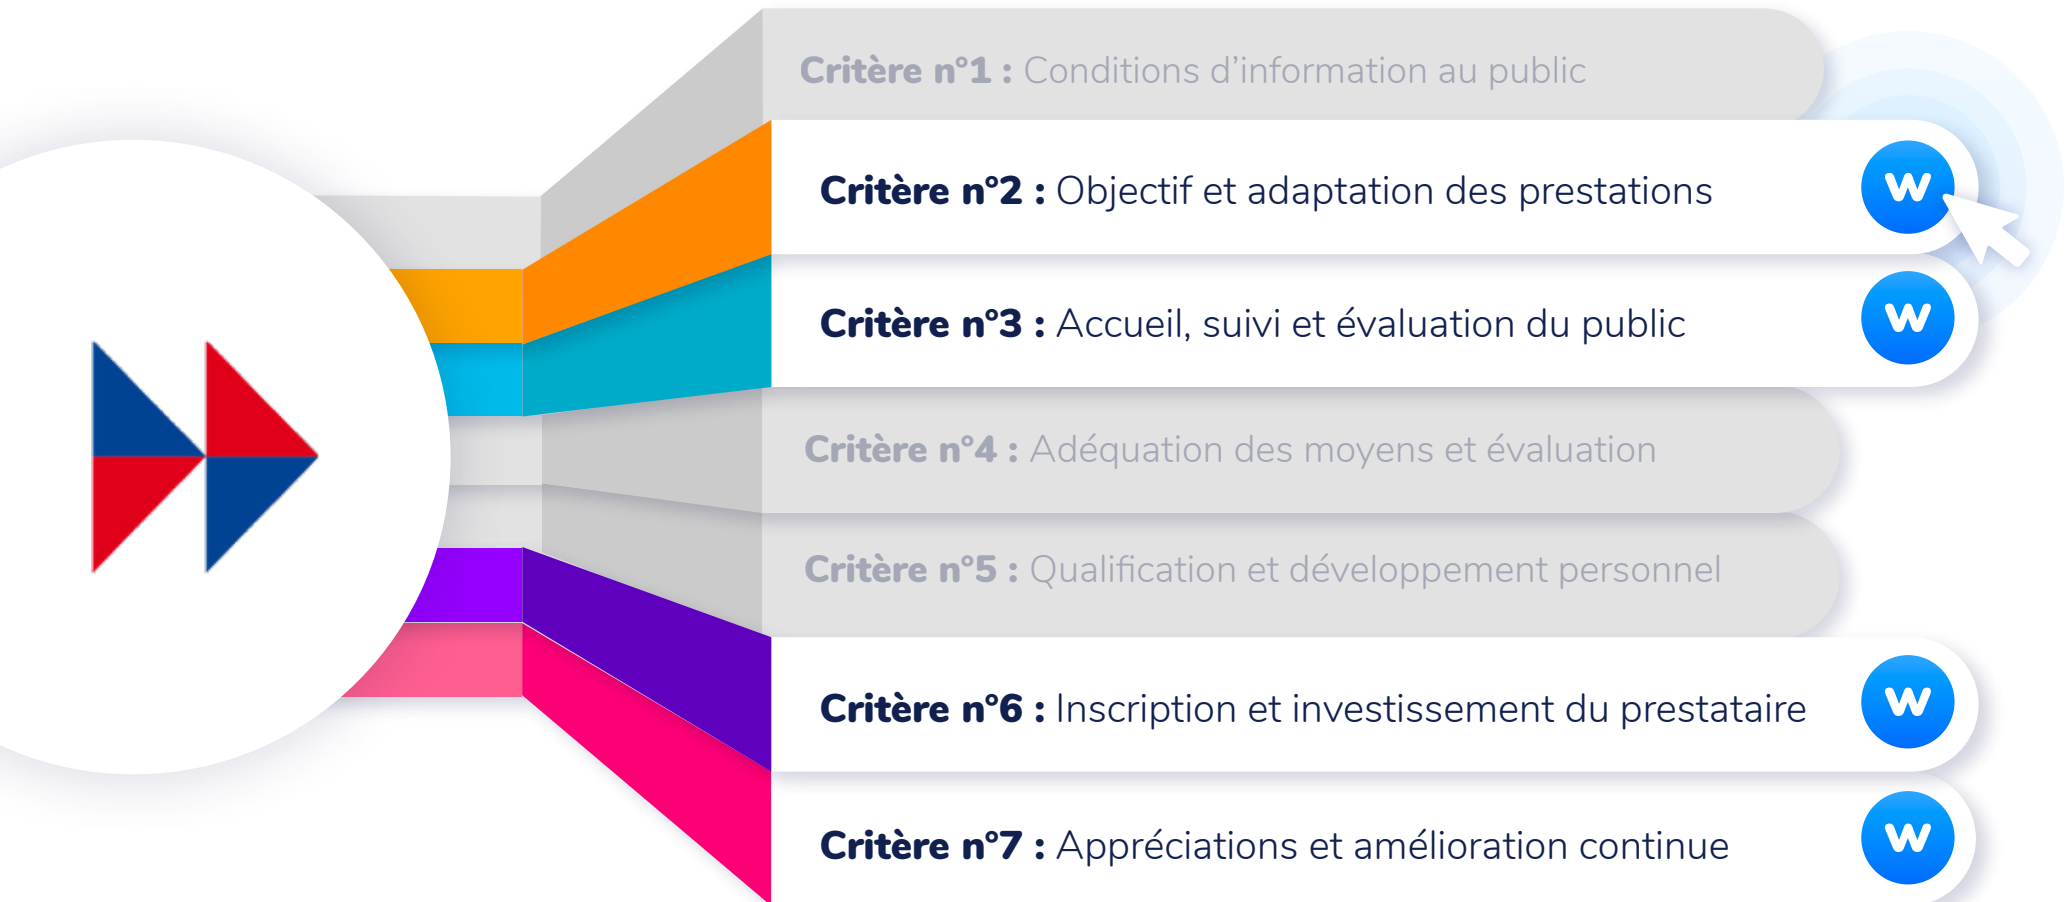 Critère n°1 : Conditions d’information au public
Critère n°2 : Objectif et adaptation des prestations
w
Critère n°3 : Accueil, suivi et évaluation du public
w
Critère n°4 : Adéquation des moyens et évaluation
Critère n°5 : Qualification et développement personnel
Critère n°6 : Inscription et investissement du prestataire
w
Critère n°7 : Appréciations et amélioration continue
w